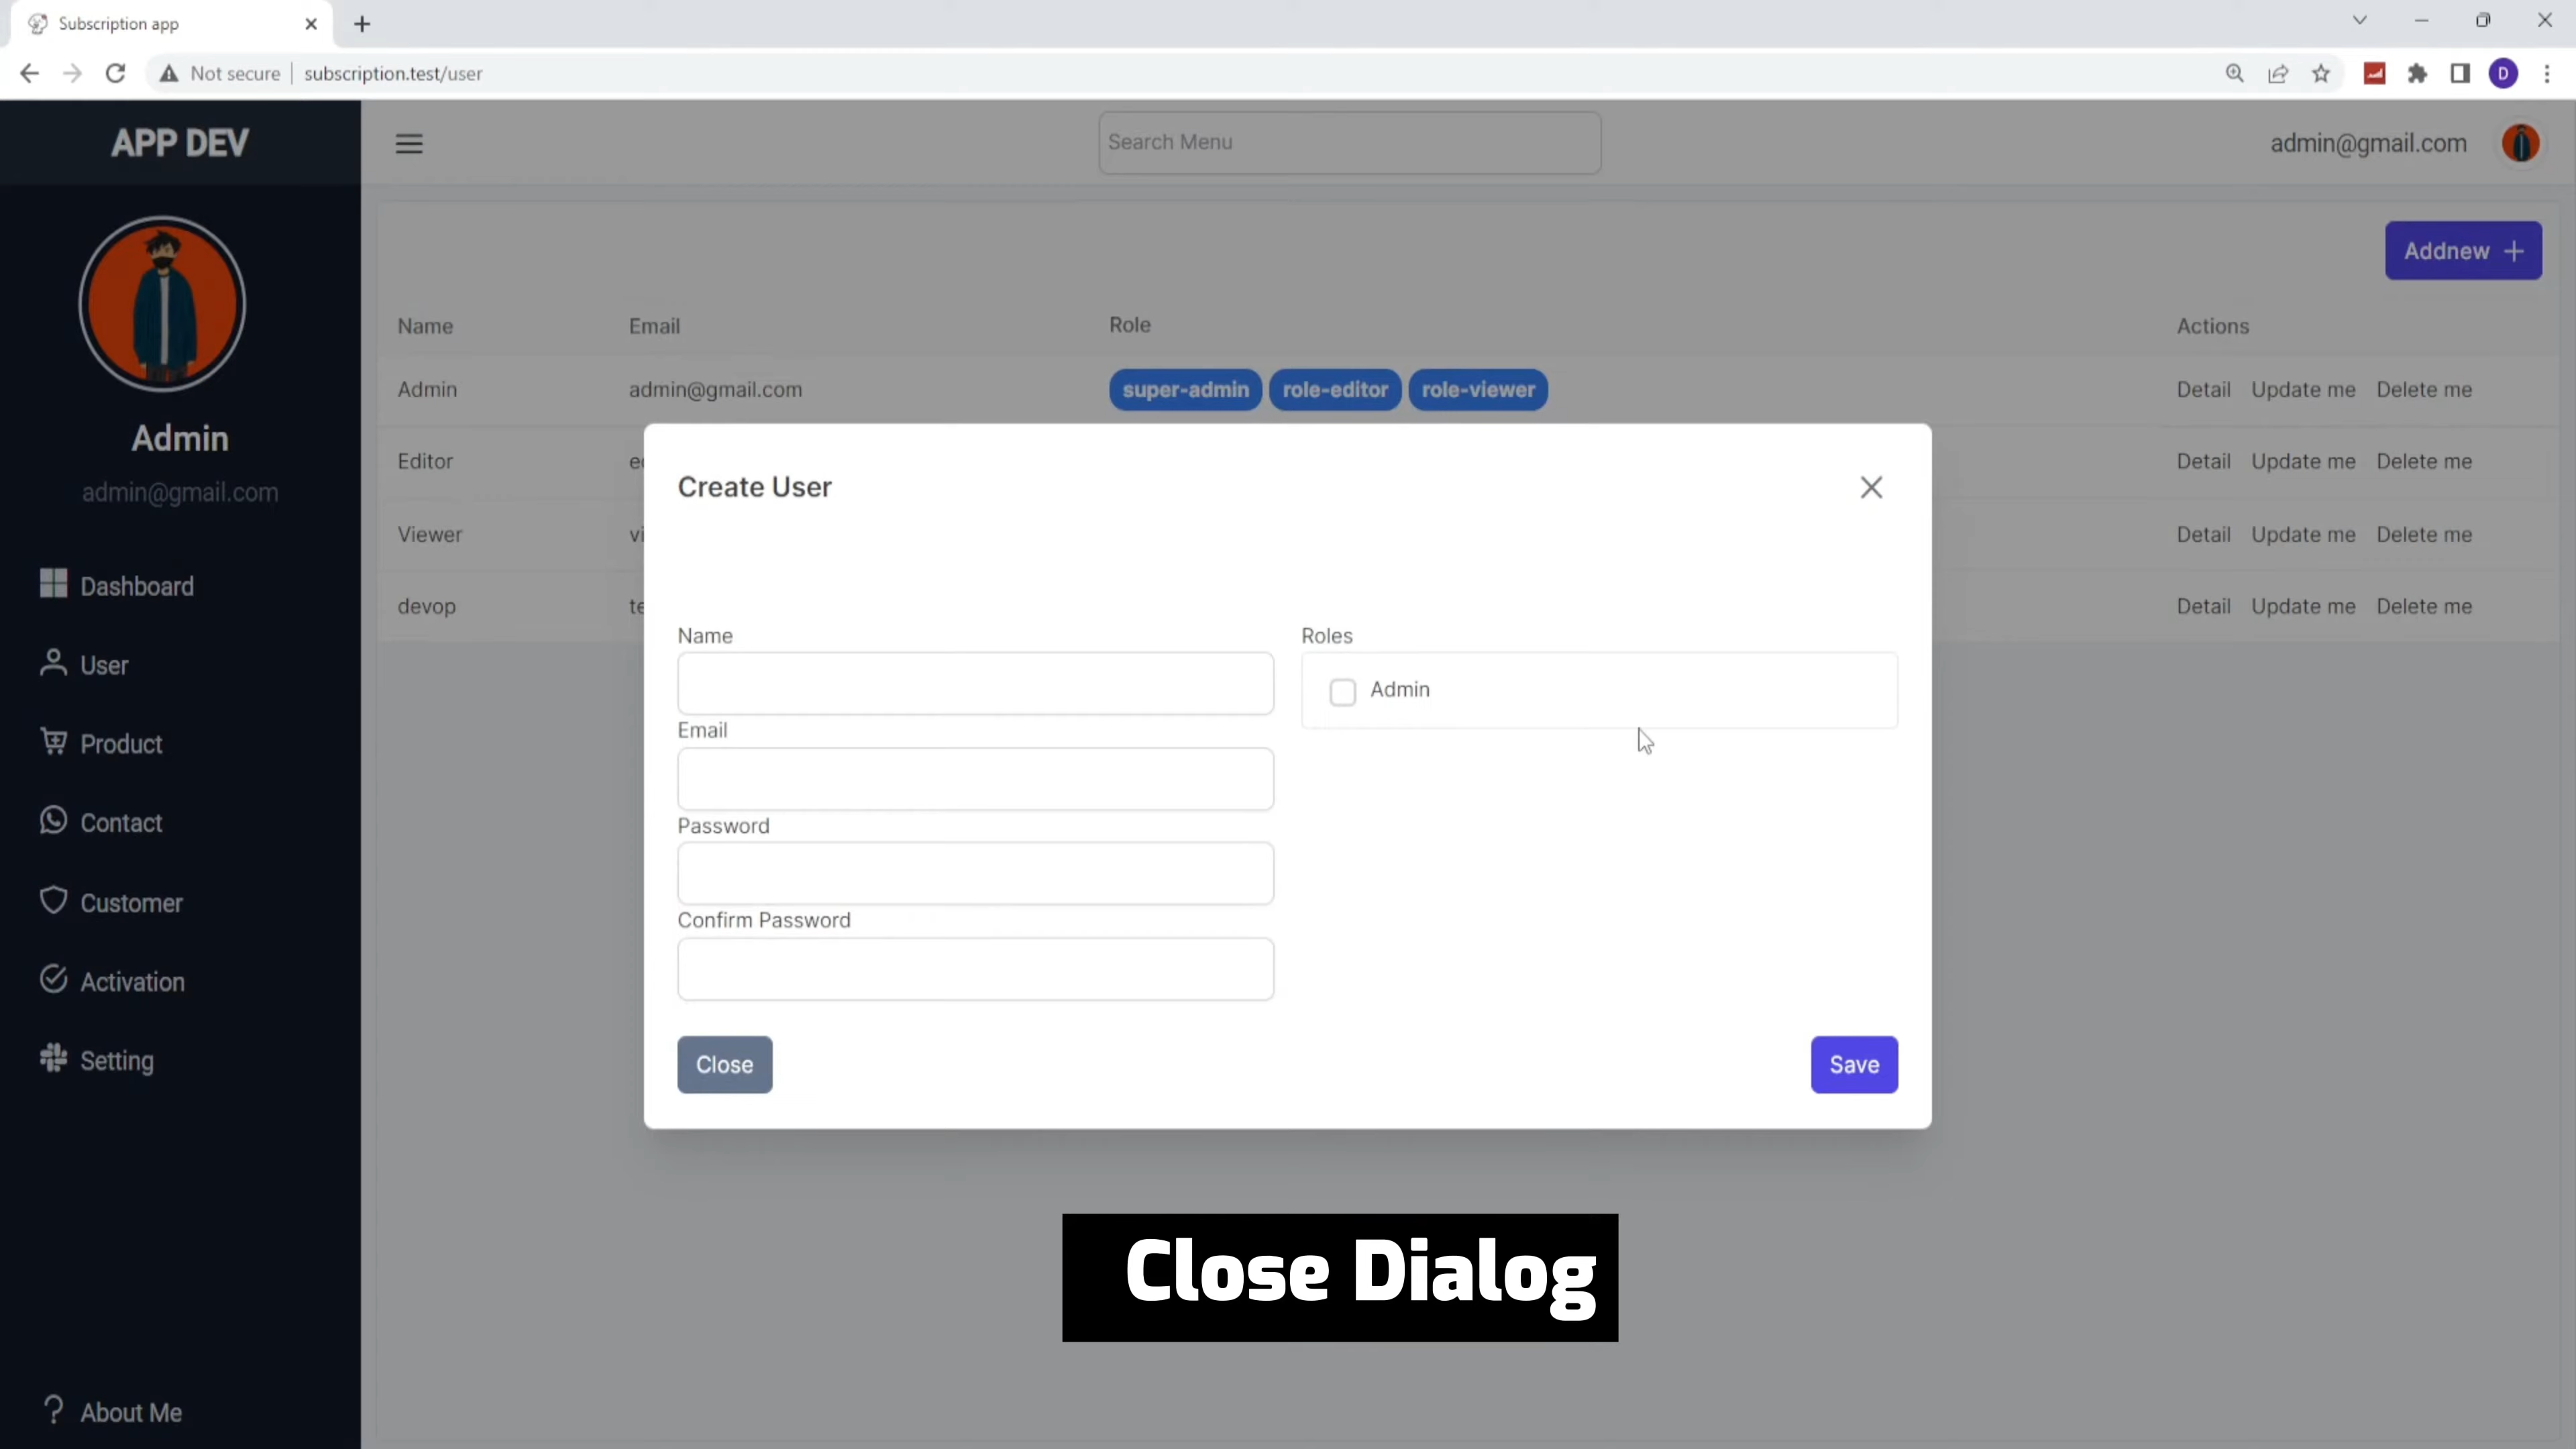 Subscription app
Not secure
subscription.test/user
D
APP DEV
Search Menu
admin@gmail.com
Admin
admin@gmail.com
Dashboard
User
Product
Contact
Customer
Activation
Setting
About Me
Addnew +
Name Email Role Actions
Admin admin@gmail.com super-admin role-editor role-viewer Detail Update me Delete me
Editor Detail Update me Delete me
Viewer vi Detail Update me Delete me
devop te Detail Update me Delete me
Create User
Name
Email
Password
Confirm Password
Roles
Admin
Close
Save
Close Dialog